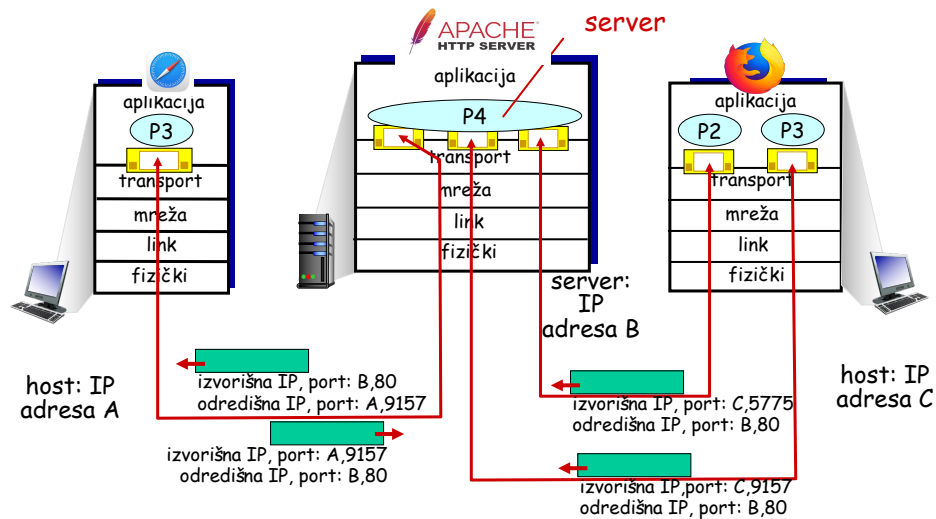 APACHE
HTTP SERVER
server
aplikacija
P3
transport
mreža
link
fizički
aplikacija
P4
transport
mreža
link
fizički
aplikacija
P2
P3
transport
mreža
link
fizički
server:
IP
adresa B
host: IP
adresa A
host: IP
adresa C
izvorišna IP, port: B,80
odredišna IP, port: A,9157
izvorišna IP, port: A,9157
odredišna IP, port: B,80
izvorišna IP, port: C,5775
odredišna IP, port: B,80
izvorišna IP,port: C,9157
odredišna IP, port: B,80